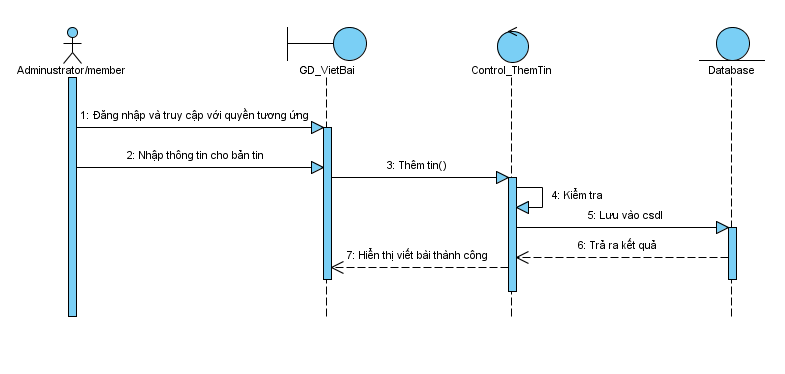 Adminustrator/member
GD_VietBai
Control_ThemTin
Database
1: Đăng nhập và truy cập với quyền tương ứng
2: Nhập thông tin cho bản tin
3: Thêm tin()
4: Kiểm tra
5: Lưu vào csdl
6: Trả ra kết quả
7: Hiển thị viết bài thành công